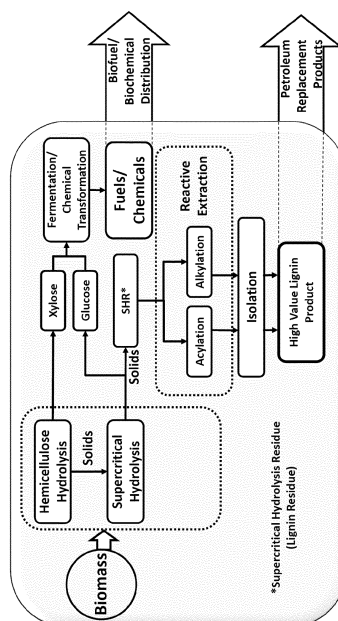 Biomass
Hemicellulose
Hydrolysis
Solids
Supercritical
Hydrolysis
Xylose
Glucose
Solids
SHR*
Fermentation/
Chemical
Transformation
Fuels/
Chemicals
Biofuel/
Biochemical
Distribution
Reactive
Extraction
Acylation
Alkylation
Isolation
High Value Lignin
Product
Petroleum
Replacement
Products
*Supercritical Hydrolysis Residue
(Lignin Residue)